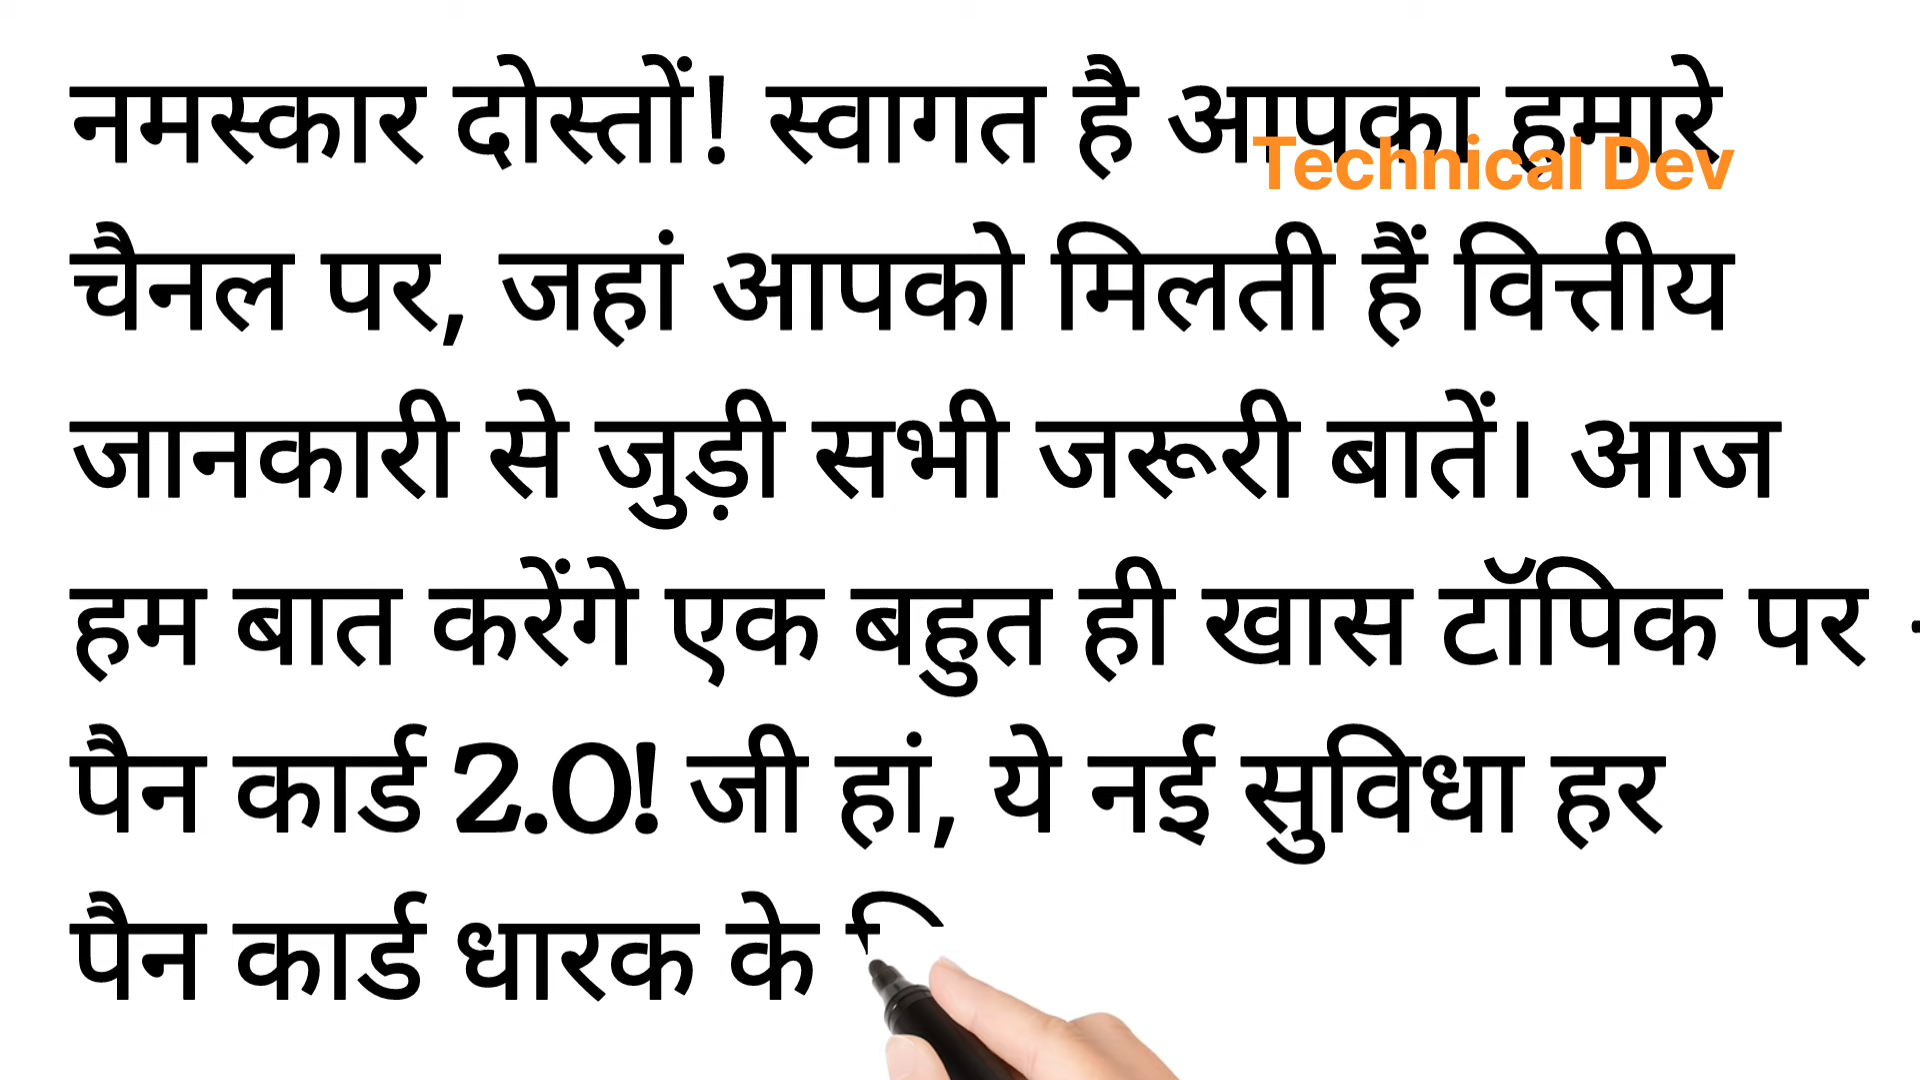 नमस्कार दोस्तों! स्वागत है आपका हमारे
Technical Dev
चैनल पर, जहां आपको मिलती हैं वित्तीय
जानकारी से जुड़ी सभी जरूरी बातें। आज
हम बात करेंगे एक बहुत ही खास टॉपिक पर -
पैन कार्ड 2.0! जी हां, ये नई सुविधा हर
पैन कार्ड धारक के